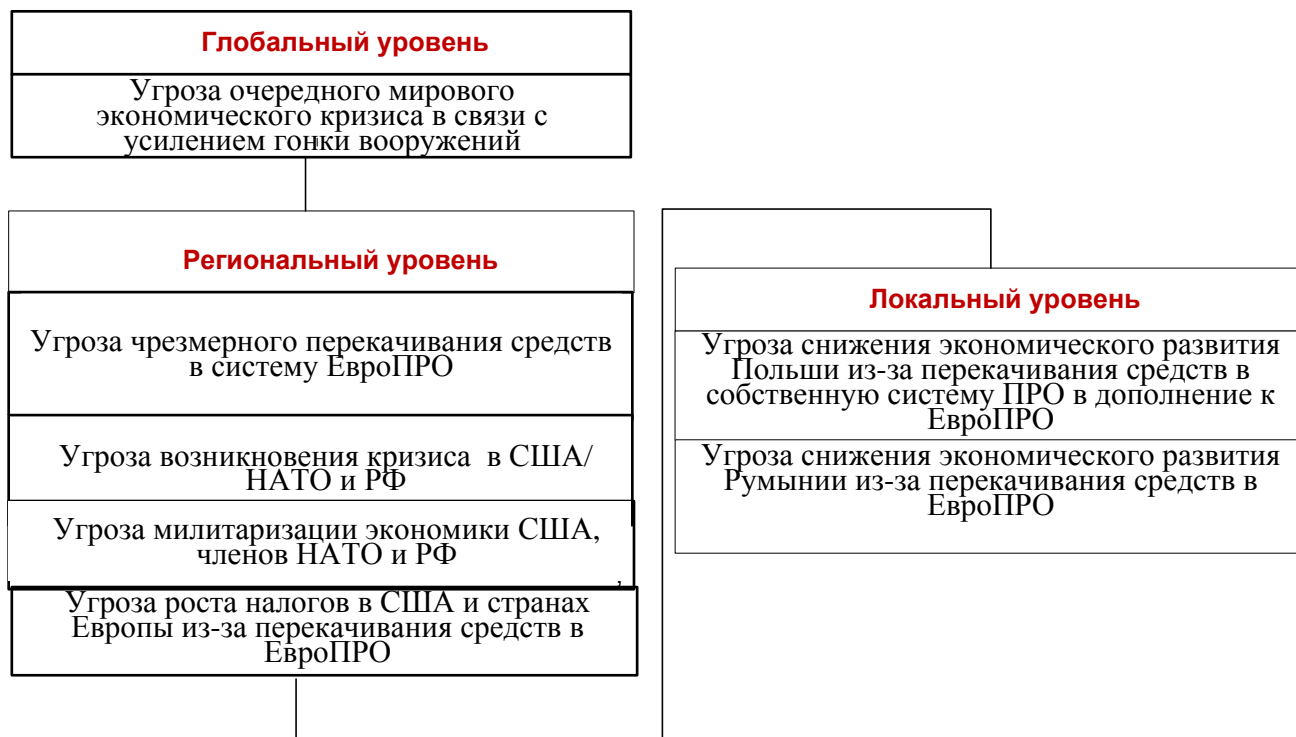 Глобальный уровень
Угроза очередного мирового
экономического кризиса в связи с
усилением гонки вооружений
Региональный уровень
Угроза чрезмерного перекачивания средств
в систему ЕвроПРО
Угроза возникновения кризиса в США/
НАТО и РФ
Угроза милитаризации экономики США,
членов НАТО и РФ
Угроза роста налогов в США и странах
Европы из-за перекачивания средств в
ЕвроПРО
Локальный уровень
Угроза снижения экономического развития
Польши из-за перекачивания средств в
собственную систему ПРО в дополнение к
ЕвроПРО
Угроза снижения экономического развития
Румынии из-за перекачивания средств в
ЕвроПРО